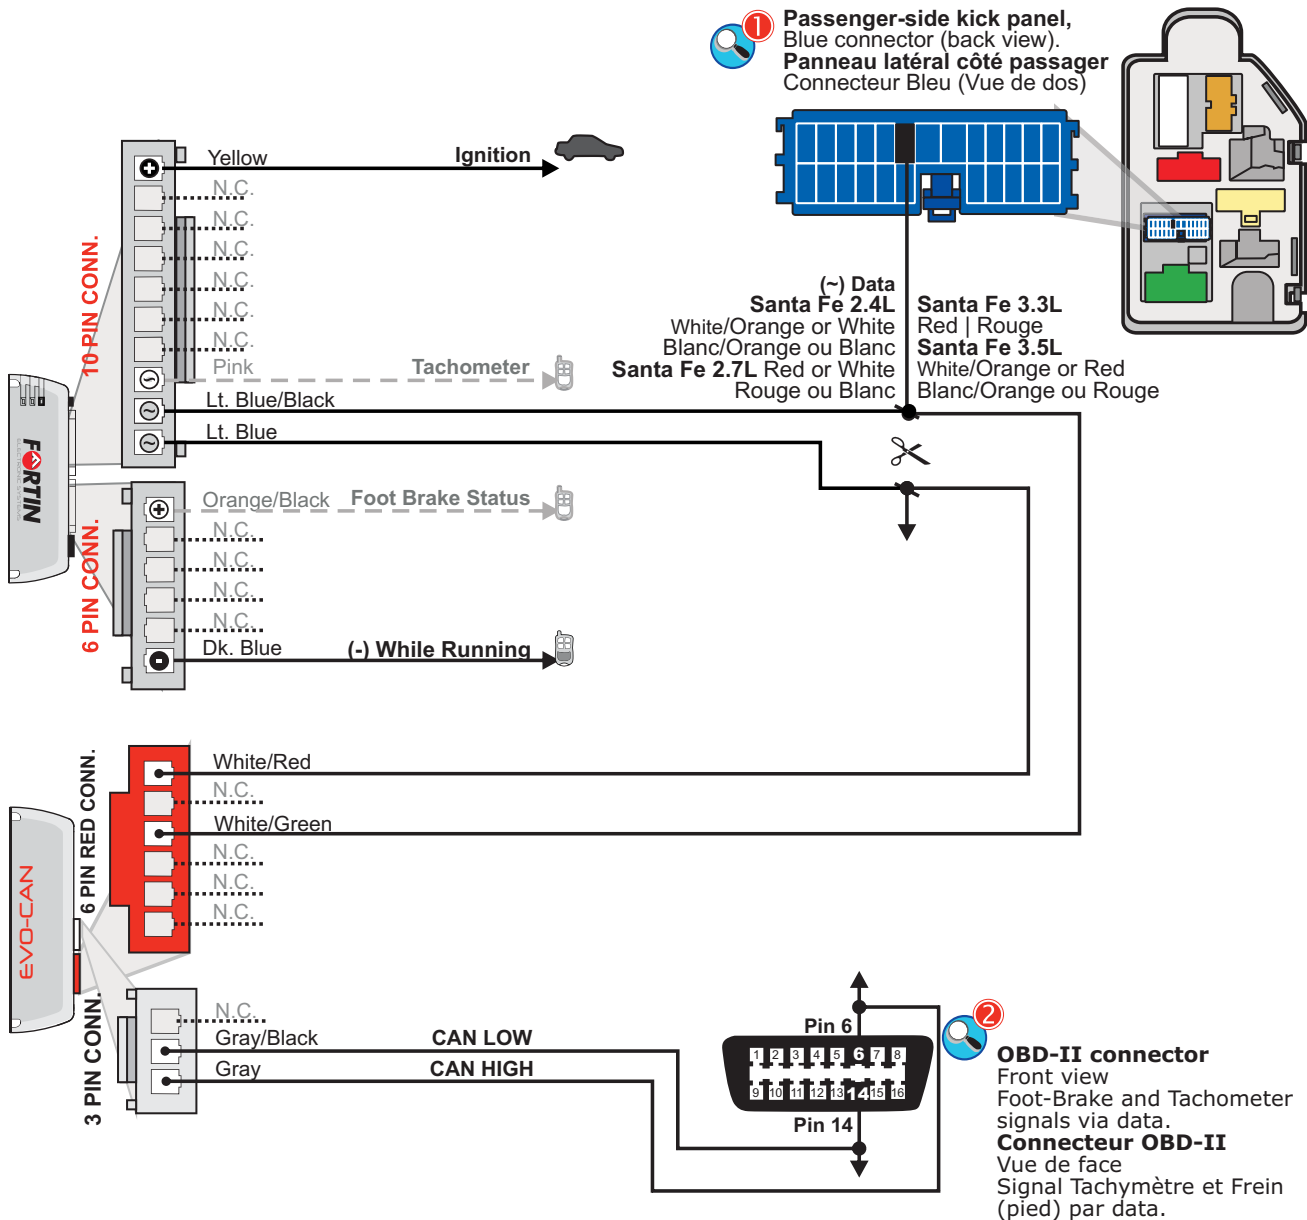 1
Passenger-side kick panel,
Blue connector (back view).
Panneau latéral côté passager
Connecteur Bleu (Vue de dos)
10 PIN CONN.
Yellow
Ignition
N.C.
N.C.
N.C.
N.C.
N.C.
N.C.
Pink
Tachometer
Lt. Blue/Black
Lt. Blue
(~) Data
Santa Fe 2.4L
White/Orange or White
Blanc/Orange ou Blanc
Santa Fe 2.7L Red or White
Rouge ou Blanc
Santa Fe 3.3L
Red | Rouge
Santa Fe 3.5L
White/Orange or Red
Blanc/Orange ou Rouge
FORTIN
ELECTRONIC SYSTEMS
6 PIN CONN.
Orange/Black
Foot Brake Status
N.C.
N.C.
N.C.
N.C.
Dk. Blue
(-) While Running
6 PIN RED CONN.
White/Red
N.C.
White/Green
N.C.
N.C.
N.C.
EVO-CAN
3 PIN CONN.
N.C.
Gray/Black
CAN LOW
Gray
CAN HIGH
Pin 6
1 2 3 4 5 6 7 8
9 10 11 12 13 14 15 16
Pin 14
2
OBD-II connector
Front view
Foot-Brake and Tachometer
signals via data.
Connecteur OBD-II
Vue de face
Signal Tachymètre et Frein
(pied) par data.